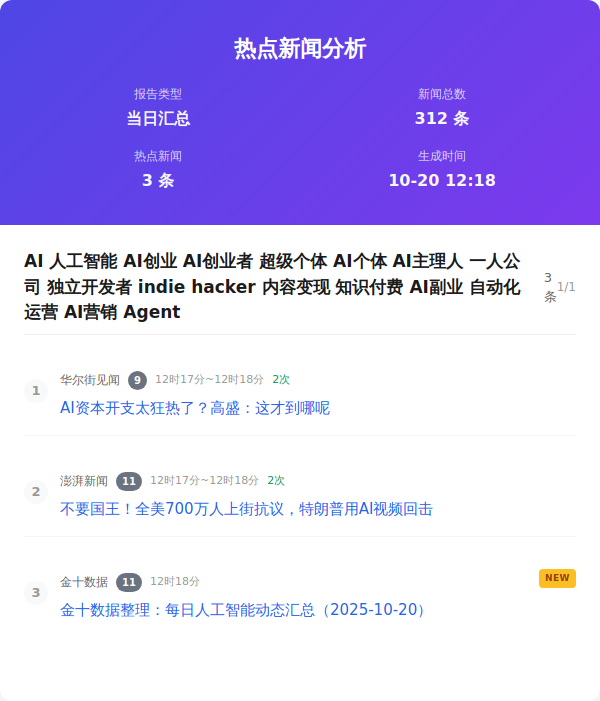 热点新闻分析
报告类型
当日汇总
新闻总数
312 条
热点新闻
3 条
生成时间
10-20 12:18
AI 人工智能 AI创业 AI创业者 超级个体 AI个体 AI主理人 一人公
司 独立开发者 indie hacker 内容变现 知识付费 AI副业 自动化
运营 AI营销 Agent
3
条
1/1
1
华尔街见闻 9 12时17分~12时18分 2次
AI资本开支太狂热了？高盛：这才到哪呢
2
澎湃新闻 11 12时17分~12时18分 2次
不要国王！全美700万人上街抗议，特朗普用AI视频回击
3
金十数据 11 12时18分 NEW
金十数据整理：每日人工智能动态汇总（2025-10-20）